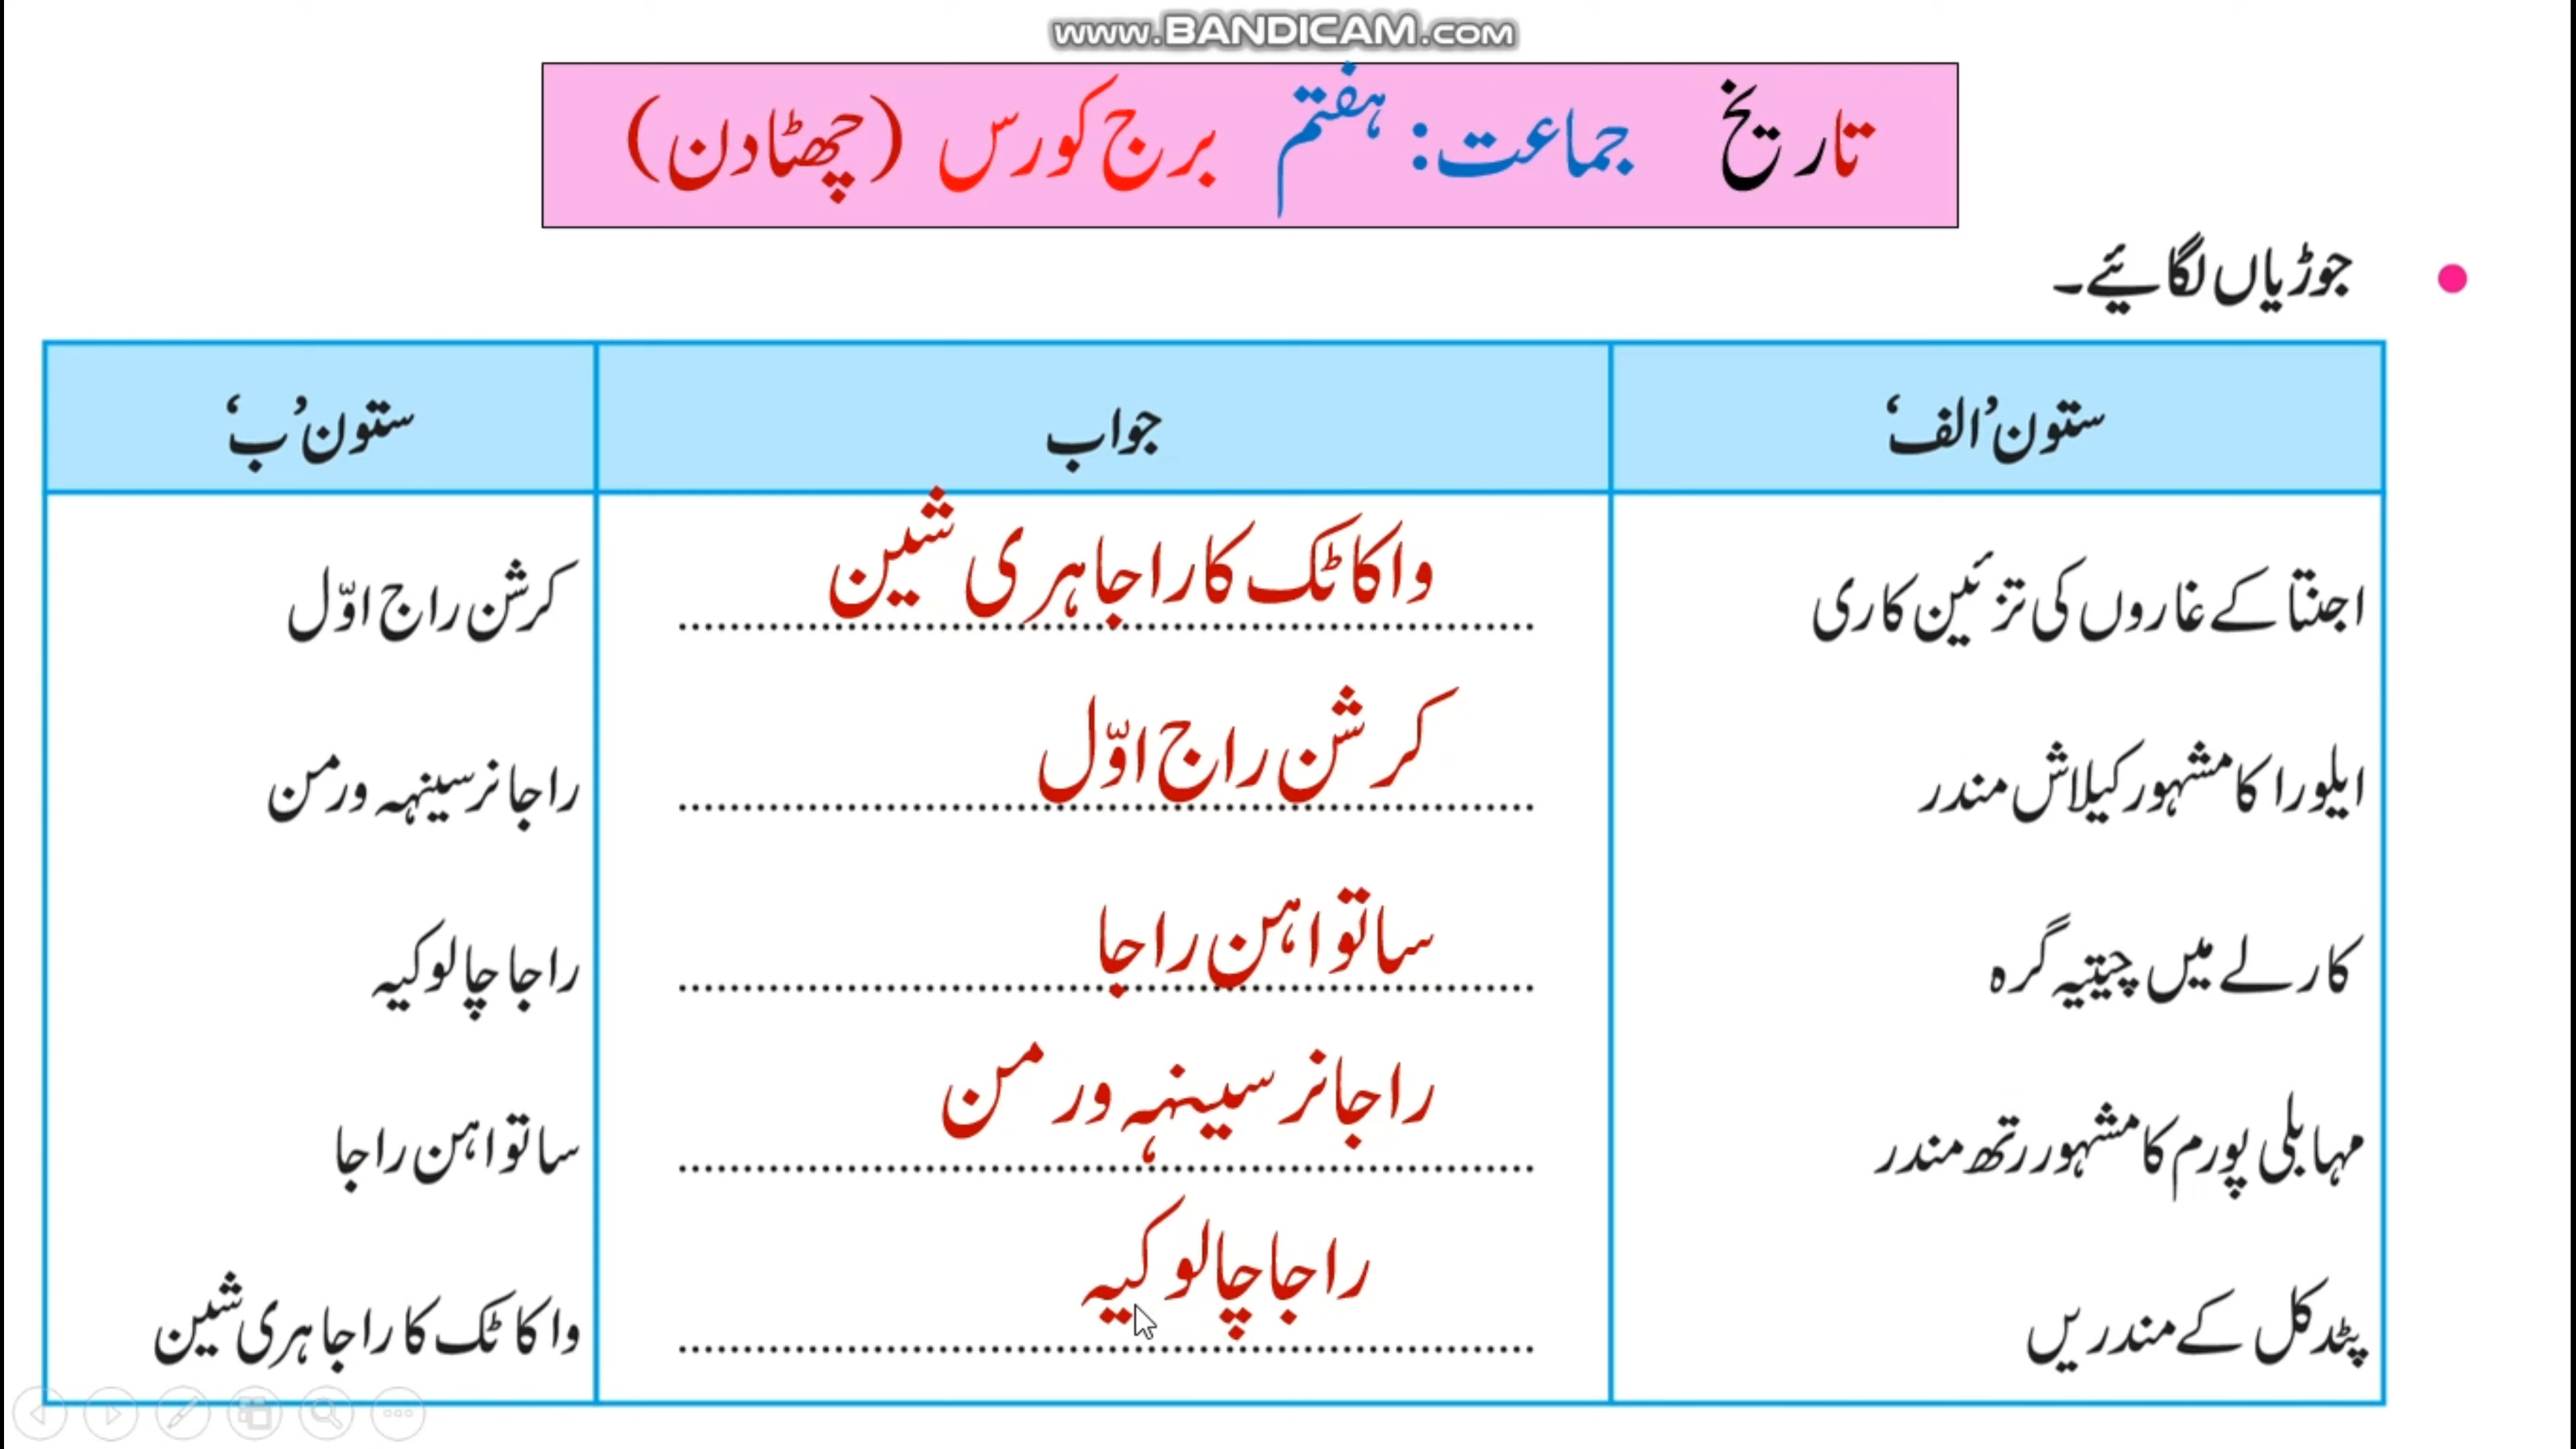 www.BANDICAM.com
تاریخ جماعت: ہفتم برج کورس (چھٹا دن)
جوڑیاں لگائیے۔
ستون 'الف' جواب ستون 'ب'
اجنتا کے غاروں کی تزئین کاری واکاٹک کا راجا ہری شین کرشن راج اوّل
ایلورا کا مشہور کیلاش مندر کرشن راج اوّل راجا نرسینہہ ورمن
کارلے میں چیتیہ گرہ ساتواہن راجا راجا چالوکیہ
مہابلی پورم کا مشہور رتھ مندر راجا نرسینہہ ورمن ساتواہن راجا
پٹدکل کے مندریں راجا چالوکیہ واکاٹک کا راجا ہری شین